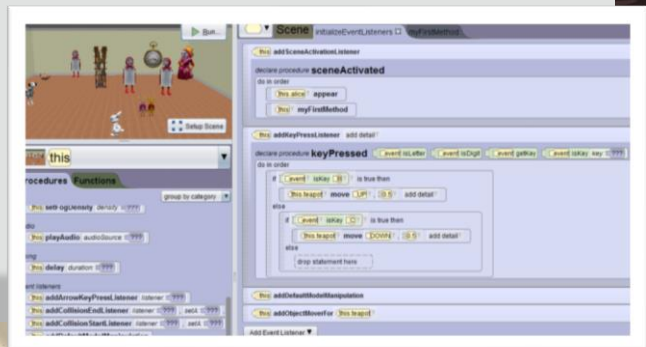 Run...
Setup Scene
this
rocedures Functions
group by category
this setFogDensity density ???
this playAudio audioSource ???
this delay duration ???
this addArrowKeyPressListener listener ???
this addCollisionEndListener listener ??? , setA ???
this addCollisionStartListener listener ??? , setA ???
Scene initializeEventListeners myFirstMethod
this addSceneActivationListener
declare procedure sceneActivated
do in order
this.alice appear
this myFirstMethod
this addKeyPressListener add detail
declare procedure keyPressed event isLetter event isDigit event getKey event isKey key: ???
do in order
if event isKey is true then
this.teapot move UP , 0.5 add detail
else
if event isKey is true then
this.teapot move DOWN , 0.5 add detail
else
drop statement here
this addDefaultModelManipulation
this addObjectMoverFor this.teapot
Add Event Listener